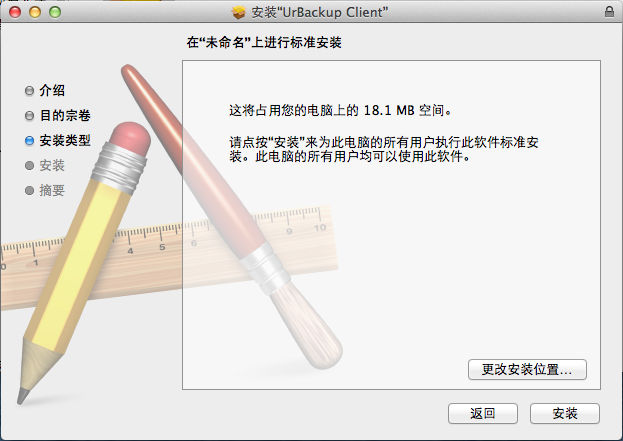 安装“UrBackup Client”
在“未命名”上进行标准安装
介绍
目的宗卷
安装类型
安装
摘要
这将占用您的电脑上的 18.1 MB 空间。
请点按“安装”来为此电脑的所有用户执行此软件标准安
装。此电脑的所有用户均可以使用此软件。
0 1 4 5 6 9 10
更改安装位置...
返回
安装